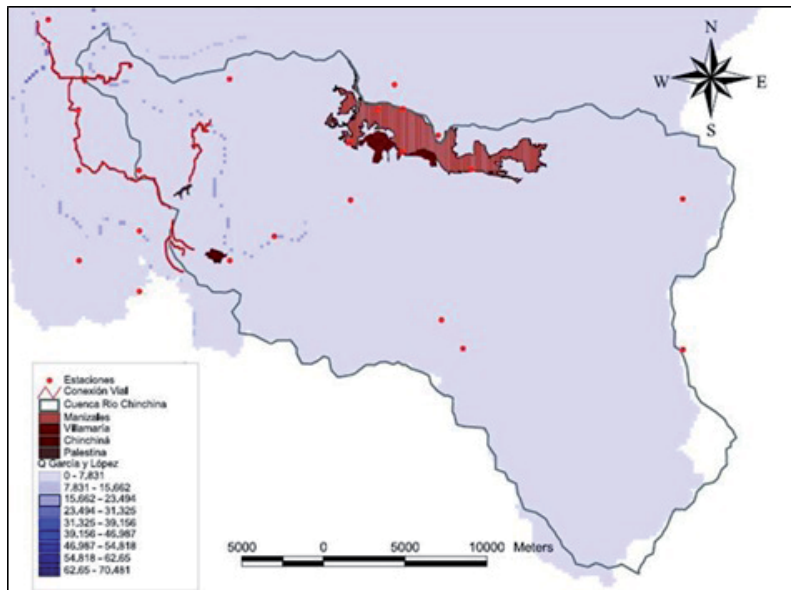 N
W E
S
Estaciones
Conexión Vial
Cuenca Río Chinchina
Manizales
Villamaría
Chinchiná
Palestina
Q García y López
0 - 7,831
7,831 - 15,662
15,662 - 23,494
23,494 - 31,325
31,325 - 39,156
39,156 - 46,987
46,987 - 54,818
54,818 - 62,65
62,65 - 70,481
5000 0 5000 10000 Meters